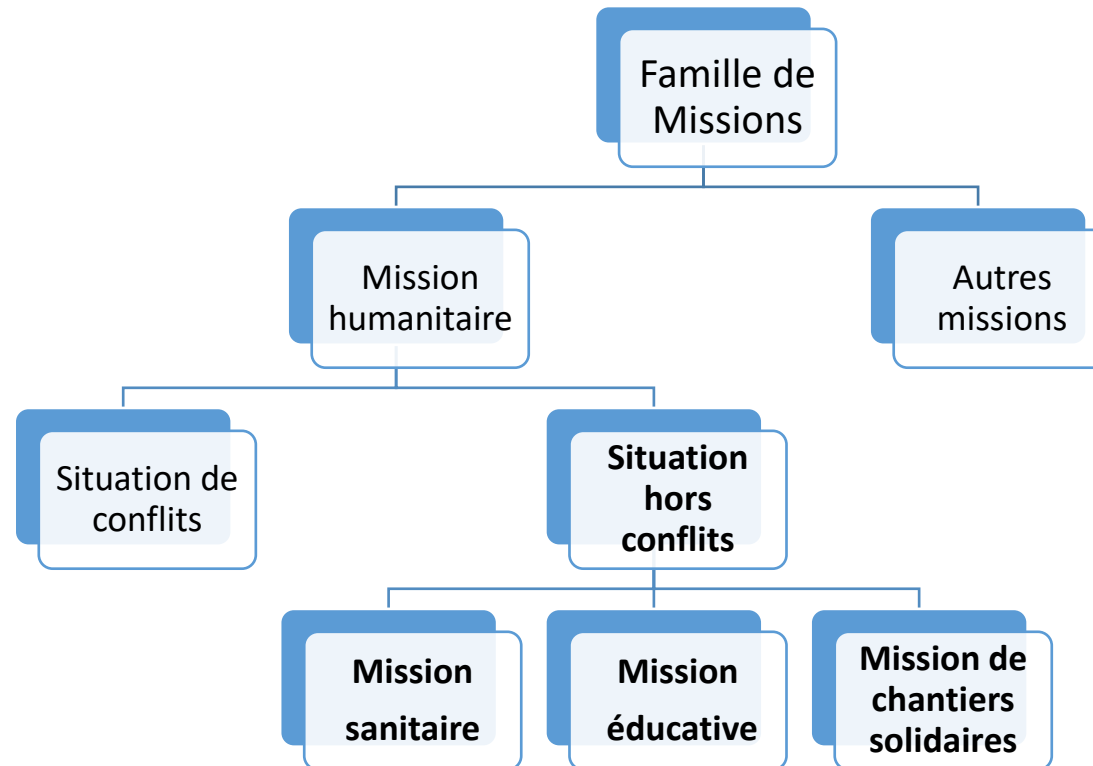 Famille de
Missions
Mission
humanitaire
Autres
missions
Situation de
conflits
Situation
hors
conflits
Mission
sanitaire
Mission
éducative
Mission de
chantiers
solidaires